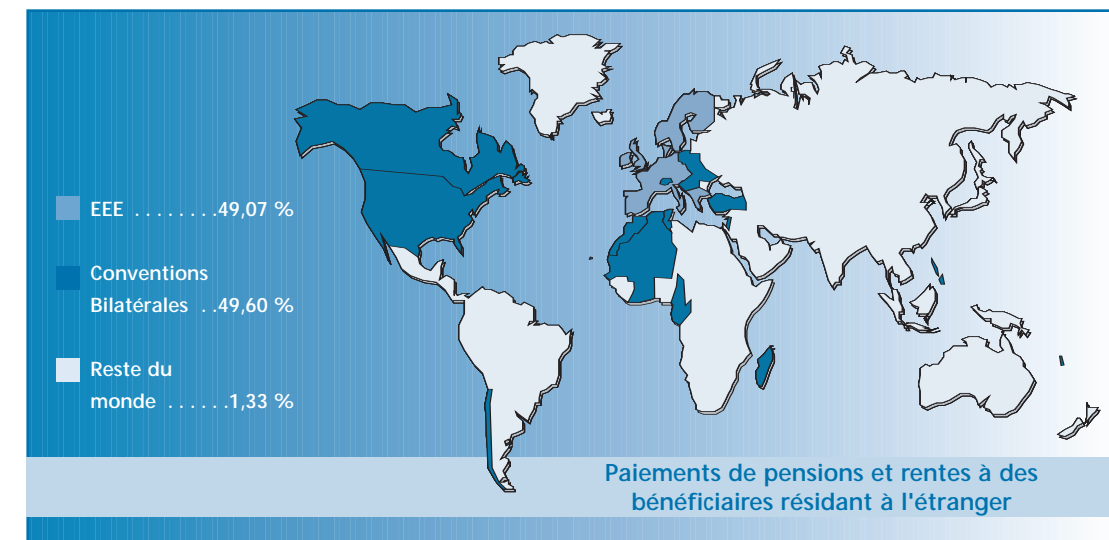 EEE . . . . . . . .49,07 %
Conventions
Bilatérales . .49,60 %
Reste du
monde . . . . . .1,33 %
Paiements de pensions et rentes à des
bénéficiaires résidant à l'étranger